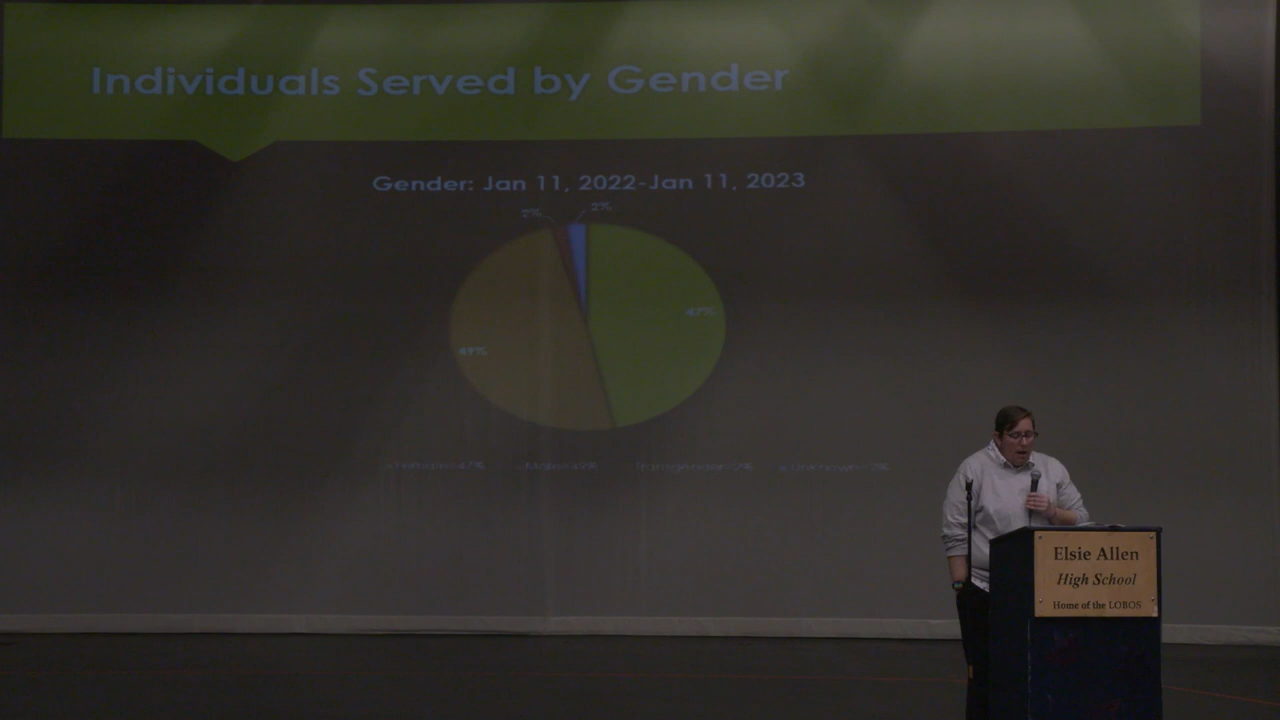 Individuals Served by Gender
Gender: Jan 11, 2022-Jan 11, 2023
2% 2%
47%
49%
Elsie Allen
High School
Home of the LOBOS